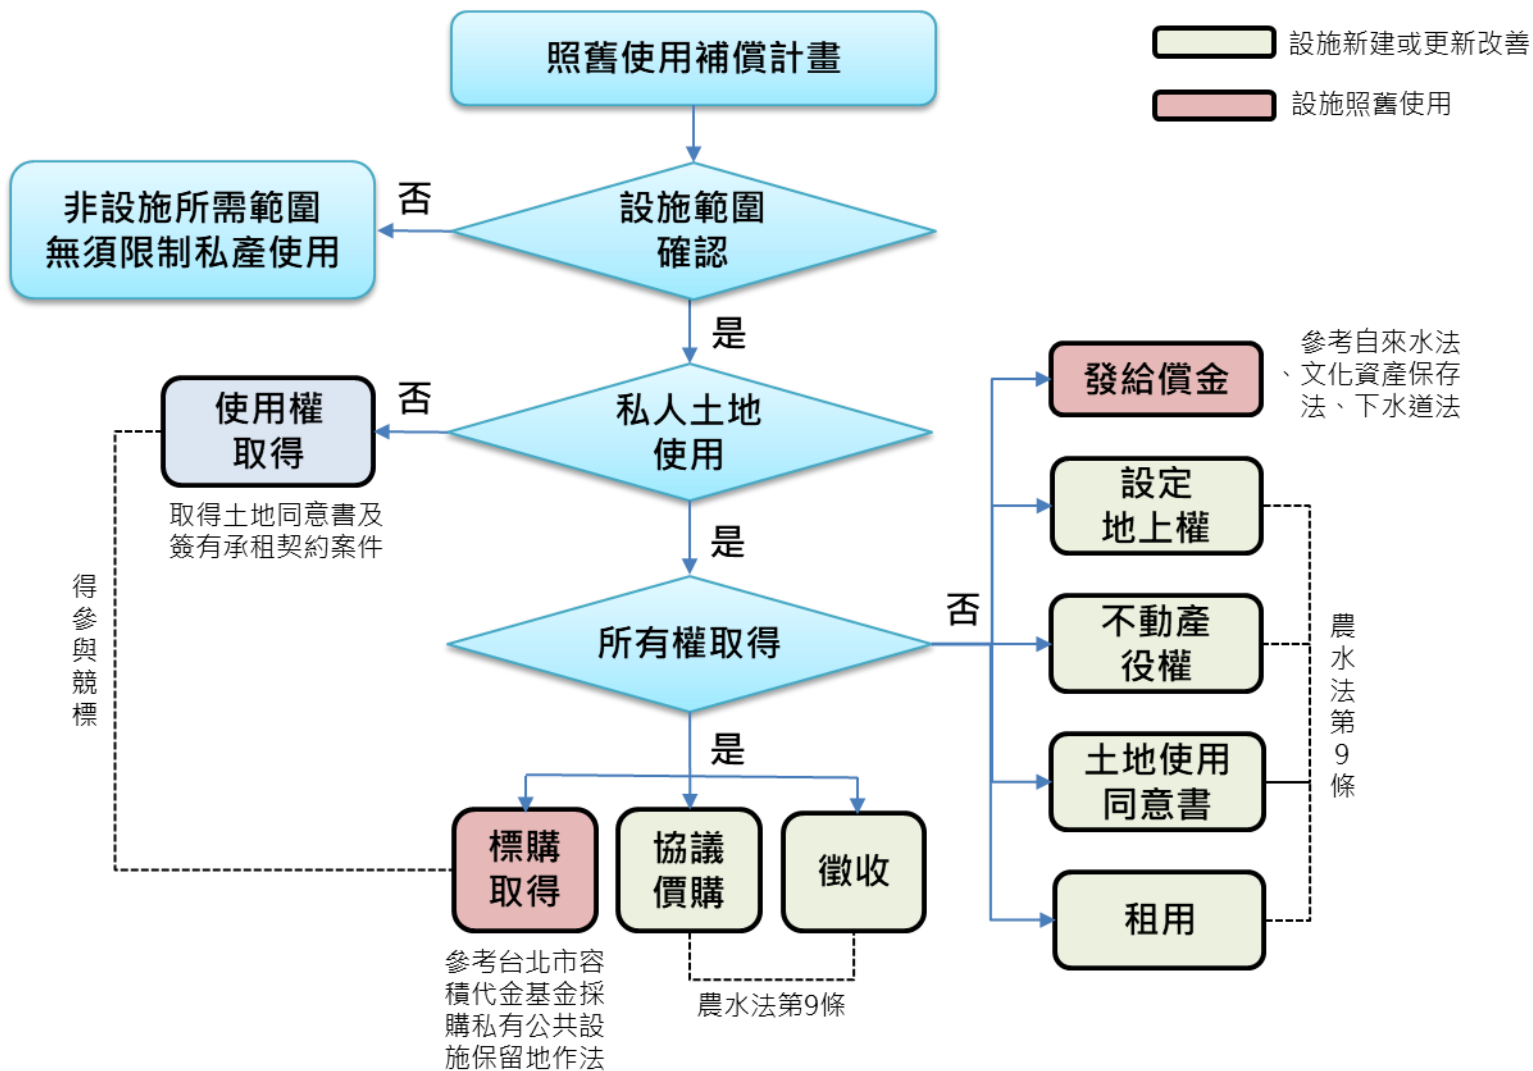 照舊使用補償計畫
設施新建或更新改善
設施照舊使用
非設施所需範圍
無須限制私產使用
否
設施範圍
確認
是
使用權
取得
否
私人土地
使用
取得土地同意書及
簽有承租契約案件
是
得參與競標
所有權取得
否
發給償金
參考自來水法
、文化資產保存
法、下水道法
設定
地上權
不動產
役權
土地使用
同意書
租用
農水法第9條
是
標購
取得
協議
價購
徵收
參考台北市容
積代金基金採
購私有公共設
施保留地作法
農水法第9條